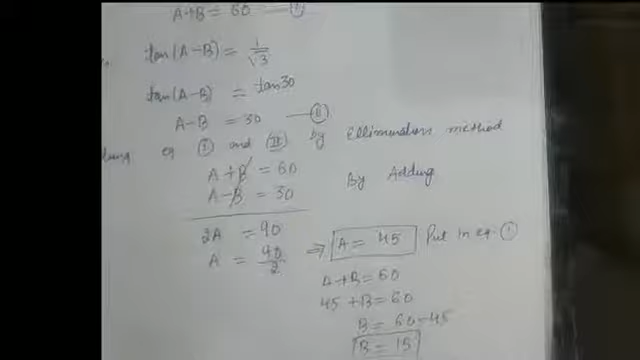 A+B = 60 — I
tan(A-B) = 1/√3
tan(A-B) = tan30
A-B = 30 — II
eq I and II by Ellimination method
A+B = 60
A-B = 30
By Adding
2A = 90
A = 90/2 ⇒ A = 45 Put in eq I
A+B = 60
45+B = 60
B = 60-45
B = 15